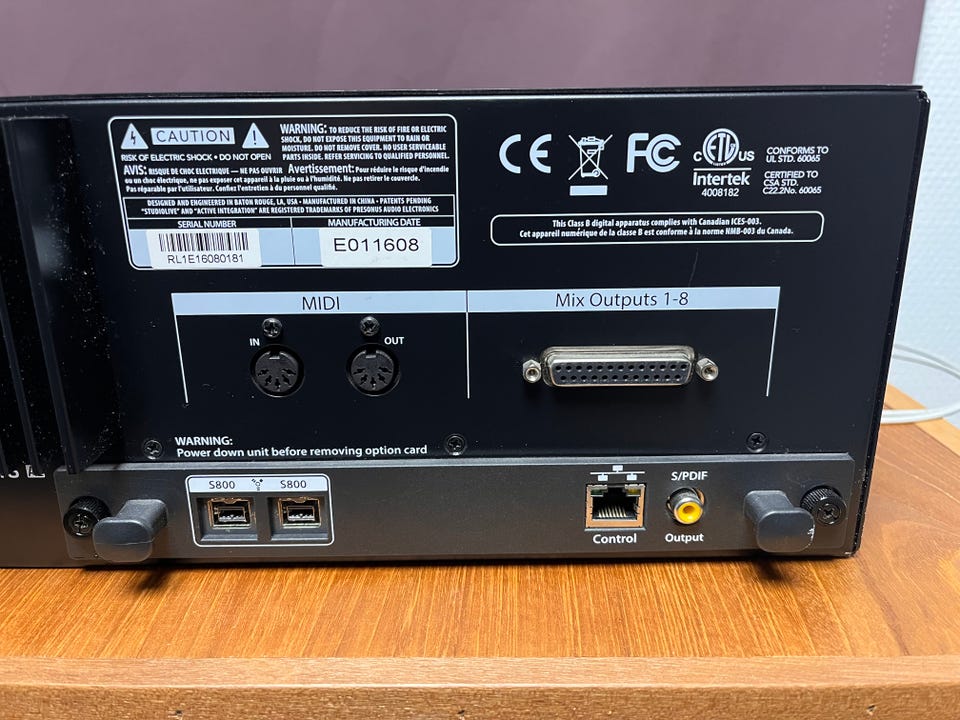 CAUTION
RISK OF ELECTRIC SHOCK • DO NOT OPEN
WARNING: TO REDUCE THE RISK OF FIRE OR ELECTRIC
SHOCK, DO NOT EXPOSE THIS EQUIPMENT TO RAIN OR
MOISTURE. DO NOT REMOVE COVER. NO USER SERVICEABLE
PARTS INSIDE. REFER SERVICING TO QUALIFIED PERSONNEL.
AVIS: RISQUE DE CHOC ELECTRIQUE — NE PAS OUVRIR Avertissement: Pour réduire le risque d'incendie
ou un choc électrique, ne pas exposer cet appareil à la pluie ou à l'humidité. Ne pas retirer le couvercle.
Pas réparable par l'utilisateur. Confiez l'entretien à du personnel qualifié.
DESIGNED AND ENGINEERED IN BATON ROUGE, LA, USA • MANUFACTURED IN CHINA • PATENTS PENDING
"STUDIOLIVE" AND "ACTIVE INTEGRATION" ARE REGISTERED TRADEMARKS OF PRESONUS AUDIO ELECTRONICS
SERIAL NUMBER
RL1E16080181
MANUFACTURING DATE
E011608
CE
FC
c ETL us
Intertek
4008182
CONFORMS TO
UL STD. 60065
CERTIFIED TO
CSA STD.
C22.2No. 60065
This Class B digital apparatus complies with Canadian ICES-003.
Cet appareil numérique de la classe B est conforme à la norme NMB-003 du Canada.
MIDI
IN
OUT
Mix Outputs 1-8
WARNING:
Power down unit before removing option card
S800 S800
Control
S/PDIF
Output